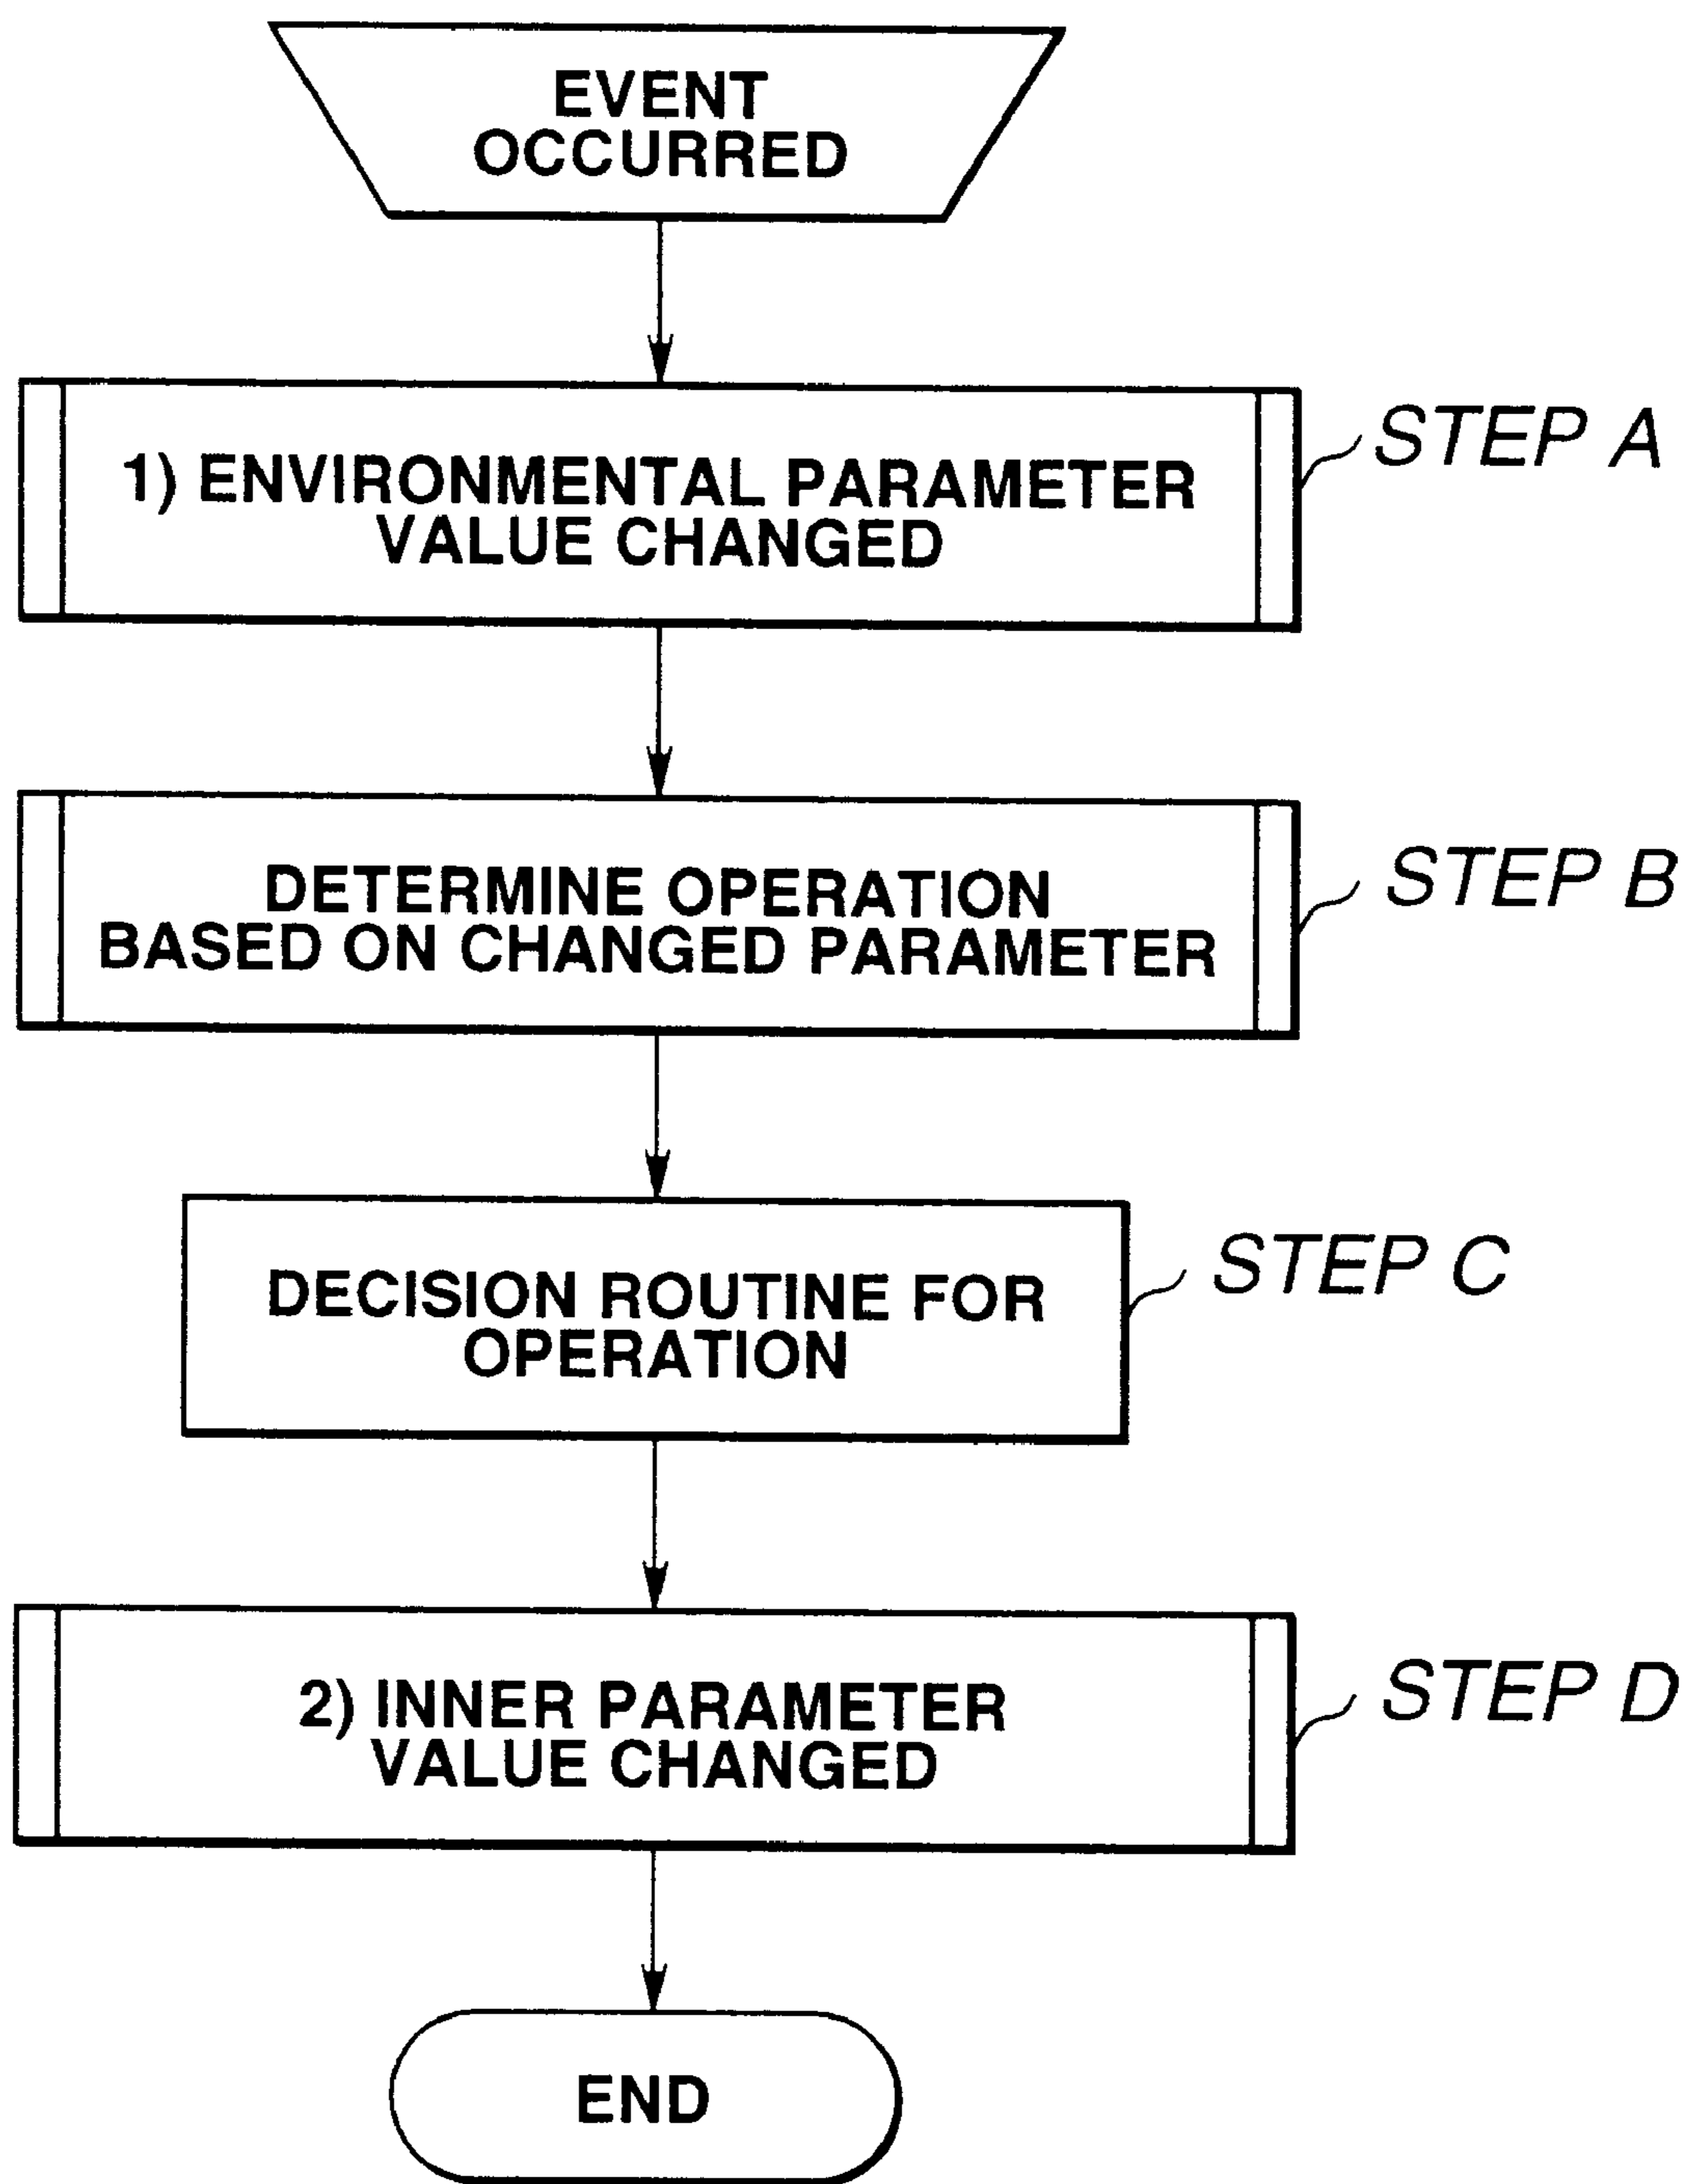 EVENT
OCCURRED
1) ENVIRONMENTAL PARAMETER
VALUE CHANGED
STEP A
DETERMINE OPERATION
BASED ON CHANGED PARAMETER
STEP B
DECISION ROUTINE FOR
OPERATION
STEP C
2) INNER PARAMETER
VALUE CHANGED
STEP D
END